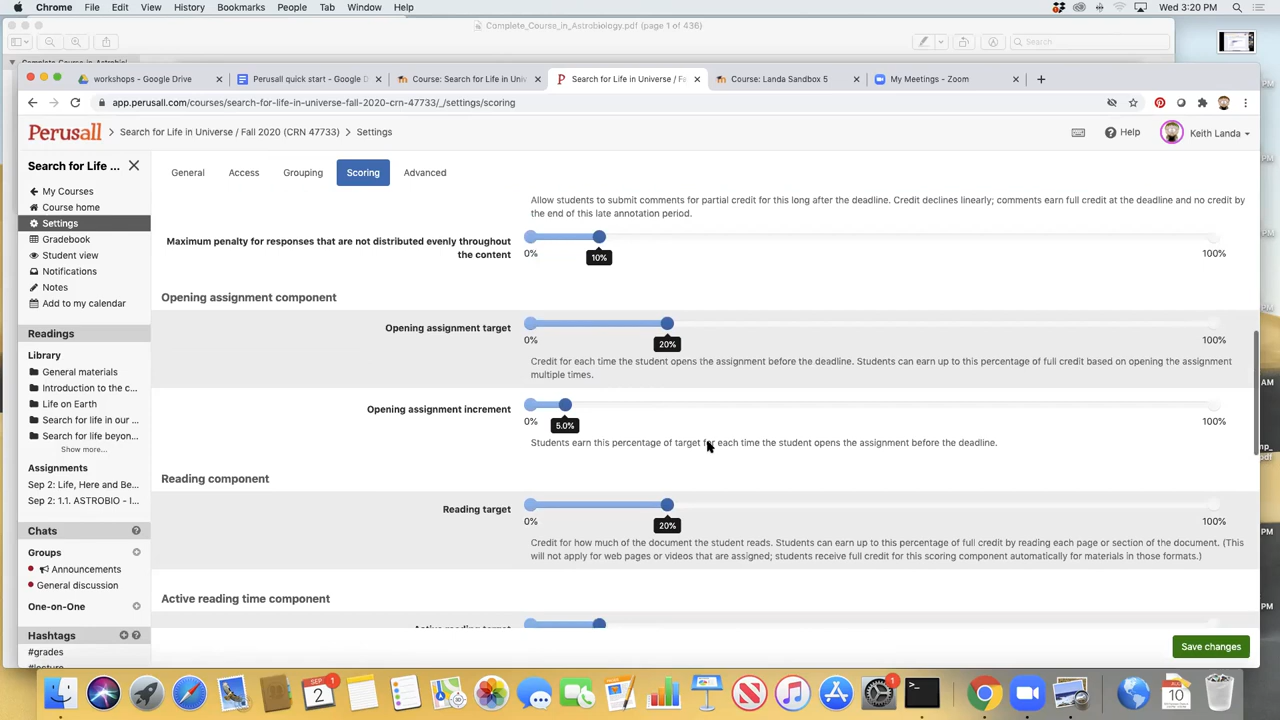 Chrome File Edit View History Bookmarks People Tab Window Help Wed 3:20 PM
Complete_Course_in_Astrobiology.pdf (page 1 of 436)
Search
workshops - Google Drive Perusall quick start - Google D Course: Search for Life in Univ Search for Life in Universe / Fa Course: Landa Sandbox 5 My Meetings - Zoom
app.perusall.com/courses/search-for-life-in-universe-fall-2020-crn-47733/_/settings/scoring
Perusall Search for Life in Universe / Fall 2020 (CRN 47733) Settings Help Keith Landa
Search for Life ...
My Courses
Course home
Settings
Gradebook
Student view
Notifications
Notes
Add to my calendar
Readings
Library
General materials
Introduction to the c...
Life on Earth
Search for life in our ...
Search for life beyon...
Show more...
Assignments
Sep 2: Life, Here and Be...
Sep 2: 1.1. ASTROBIO - I...
Chats
Groups
Announcements
General discussion
One-on-One
Hashtags
#grades
#lecture
General Access Grouping Scoring Advanced
Allow students to submit comments for partial credit for this long after the deadline. Credit declines linearly; comments earn full credit at the deadline and no credit by
the end of this late annotation period.
Maximum penalty for responses that are not distributed evenly throughout
the content
0% 10% 100%
Opening assignment component
Opening assignment target
0% 20% 100%
Credit for each time the student opens the assignment before the deadline. Students can earn up to this percentage of full credit based on opening the assignment
multiple times.
Opening assignment increment
0% 5.0% 100%
Students earn this percentage of target for each time the student opens the assignment before the deadline.
Reading component
Reading target
0% 20% 100%
Credit for how much of the document the student reads. Students can earn up to this percentage of full credit by reading each page or section of the document. (This
will not apply for web pages or videos that are assigned; students receive full credit for this scoring component automatically for materials in those formats.)
Active reading time component
Active reading target
Save changes
SEP
2
1
1
10